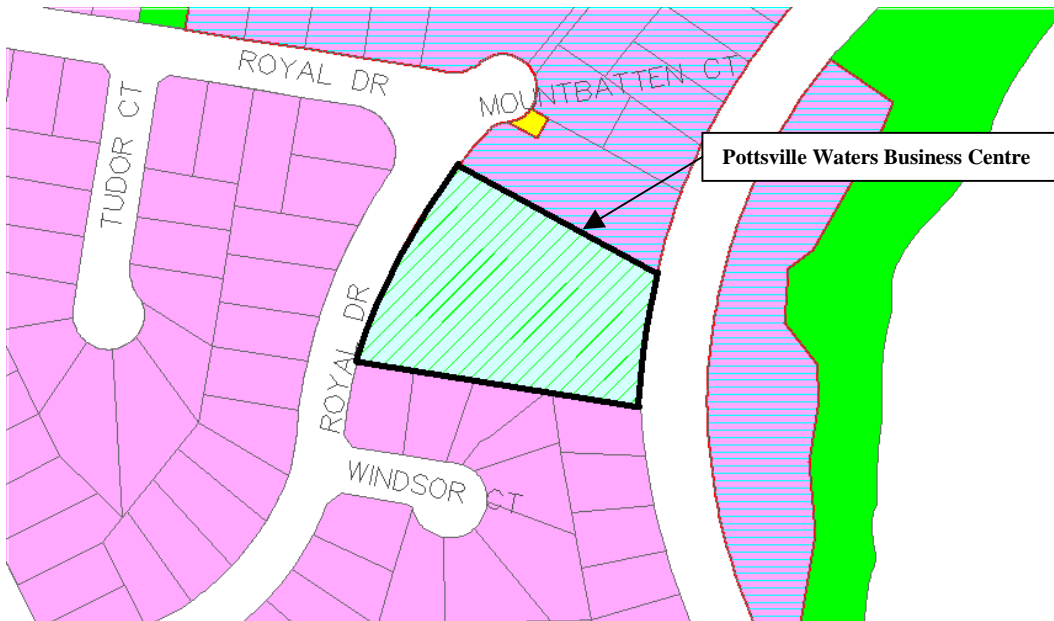 ROYAL DR
MOUNTBATTEN CT
TUDOR CT
Pottsville Waters Business Centre
ROYAL DR
WINDSOR CT